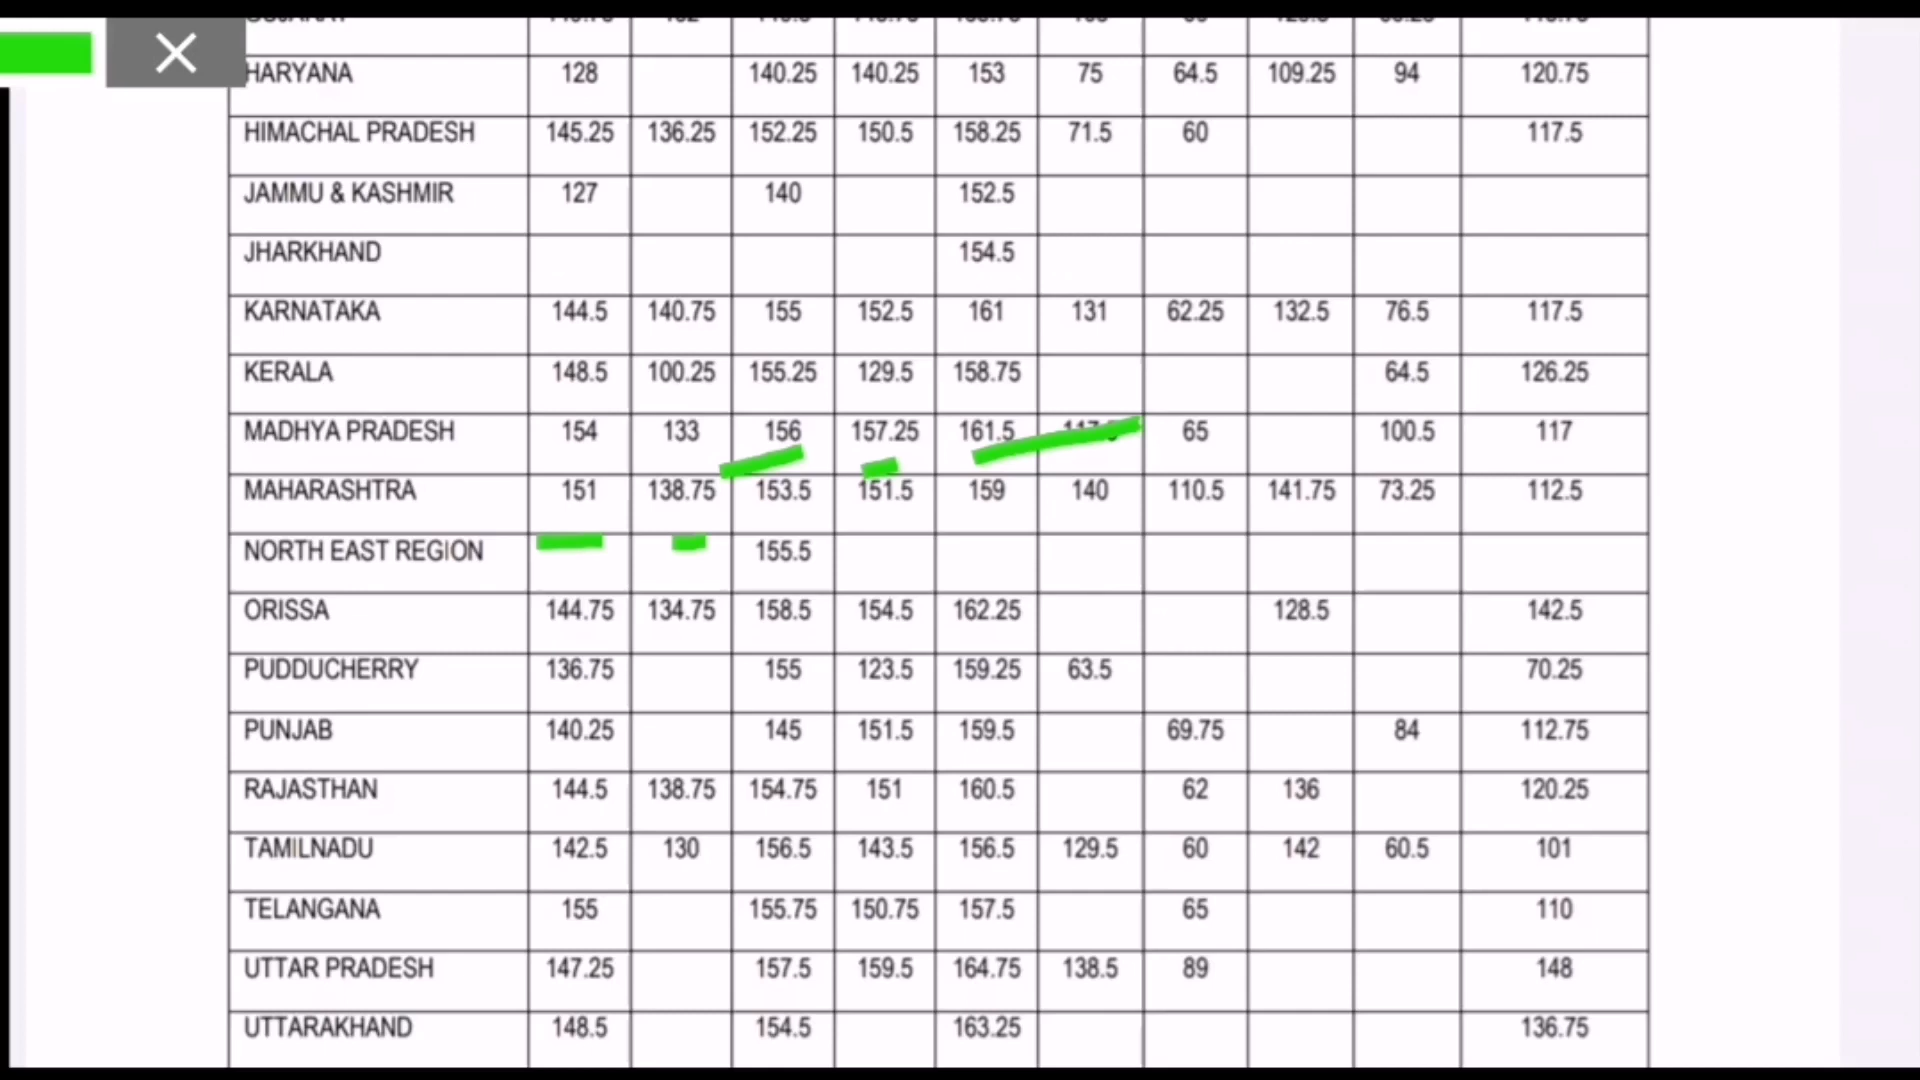 HARYANA 128 140.25 140.25 153 75 64.5 109.25 94 120.75
HIMACHAL PRADESH 145.25 136.25 152.25 150.5 158.25 71.5 60 117.5
JAMMU & KASHMIR 127 140 152.5
JHARKHAND 154.5
KARNATAKA 144.5 140.75 155 152.5 161 131 62.25 132.5 76.5 117.5
KERALA 148.5 100.25 155.25 129.5 158.75 64.5 126.25
MADHYA PRADESH 154 133 156 157.25 161.5 65 100.5 117
MAHARASHTRA 151 138.75 153.5 151.5 159 140 110.5 141.75 73.25 112.5
NORTH EAST REGION 155.5
ORISSA 144.75 134.75 158.5 154.5 162.25 128.5 142.5
PUDDUCHERRY 136.75 155 123.5 159.25 63.5 70.25
PUNJAB 140.25 145 151.5 159.5 69.75 84 112.75
RAJASTHAN 144.5 138.75 154.75 151 160.5 62 136 120.25
TAMILNADU 142.5 130 156.5 143.5 156.5 129.5 60 142 60.5 101
TELANGANA 155 155.75 150.75 157.5 65 110
UTTAR PRADESH 147.25 157.5 159.5 164.75 138.5 89 148
UTTARAKHAND 148.5 154.5 163.25 136.75